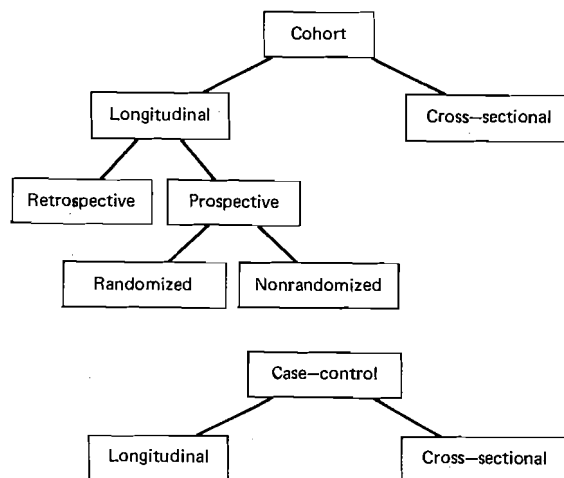 Cohort
Longitudinal
Cross—sectional
Retrospective
Prospective
Randomized
Nonrandomized
Case—control
Longitudinal
Cross—sectional